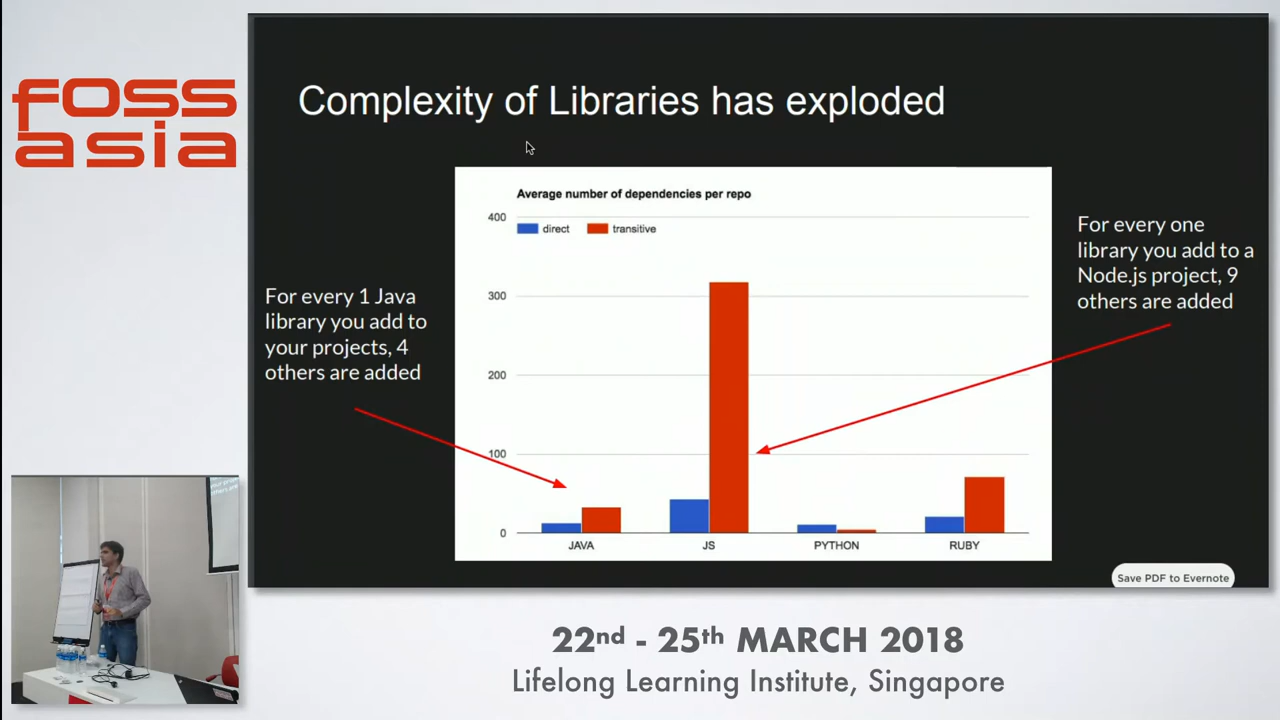 foss
asia
Complexity of Libraries has exploded
Average number of dependencies per repo
400
direct
transitive
300
200
100
0
JAVA
JS
PYTHON
RUBY
For every 1 Java
library you add to
your projects, 4
others are added
For every one
library you add to a
Node.js project, 9
others are added
Save PDF to Evernote
22nd - 25th MARCH 2018
Lifelong Learning Institute, Singapore